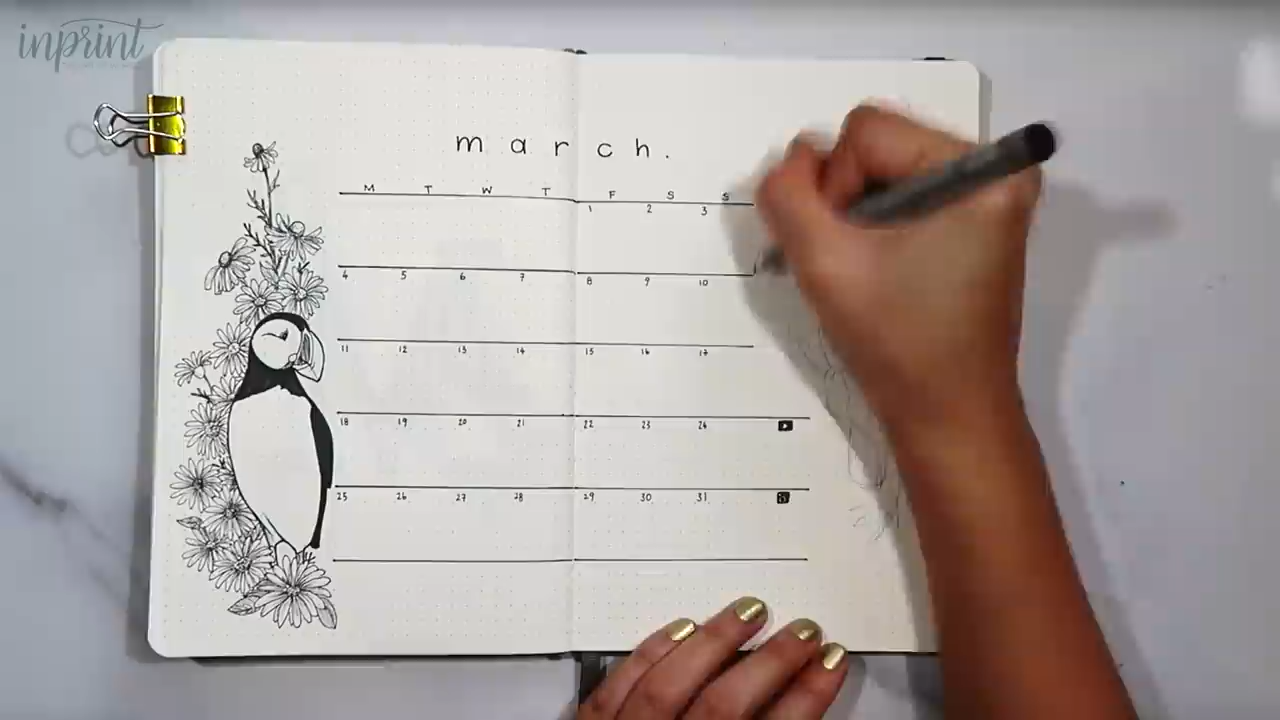 inprint
march.
M T W T F S S
1 2 3
4 5 6 7 8 9 10
11 12 13 14 15 16 17
18 19 20 21 22 23 24
25 26 27 28 29 30 31